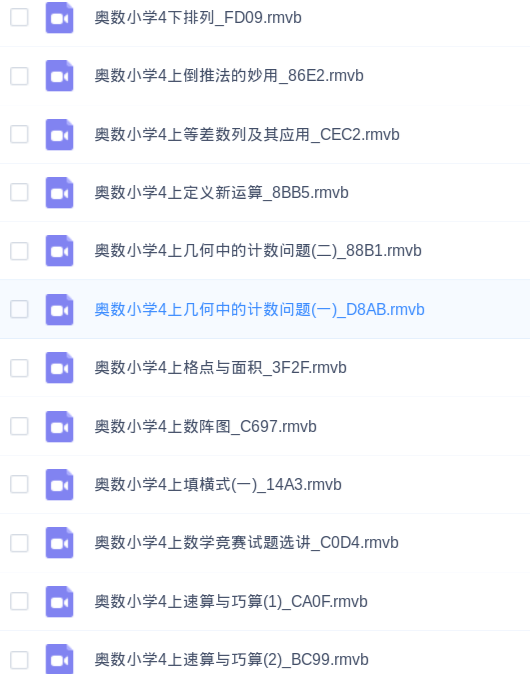 奥数小学4下排列_FD09.rmvb
奥数小学4上倒推法的妙用_86E2.rmvb
奥数小学4上等差数列及其应用_CEC2.rmvb
奥数小学4上定义新运算_8BB5.rmvb
奥数小学4上几何中的计数问题(二)_88B1.rmvb
奥数小学4上几何中的计数问题(一)_D8AB.rmvb
奥数小学4上格点与面积_3F2F.rmvb
奥数小学4上数阵图_C697.rmvb
奥数小学4上填横式(一)_14A3.rmvb
奥数小学4上数学竞赛试题选讲_C0D4.rmvb
奥数小学4上速算与巧算(1)_CA0F.rmvb
奥数小学4上速算与巧算(2)_BC99.rmvb